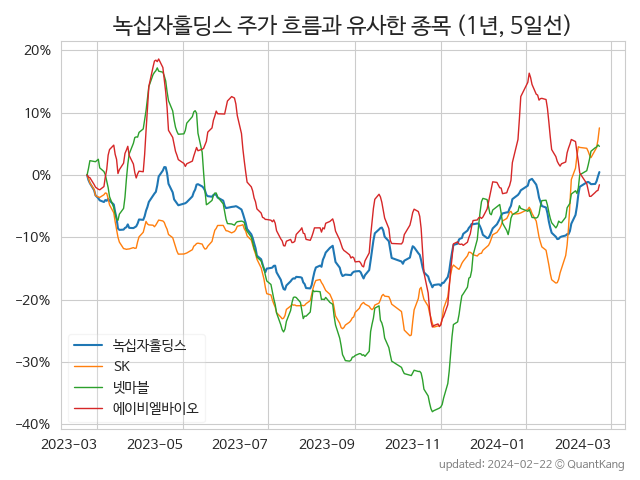 녹십자홀딩스 주가 흐름과 유사한 종목 (1년, 5일선)
20%
10%
0%
-10%
-20%
-30%
-40%
녹십자홀딩스
SK
넷마블
에이비엘바이오
2023-03
2023-05
2023-07
2023-09
2023-11
2024-01
2024-03
updated: 2024-02-22 © QuantKang